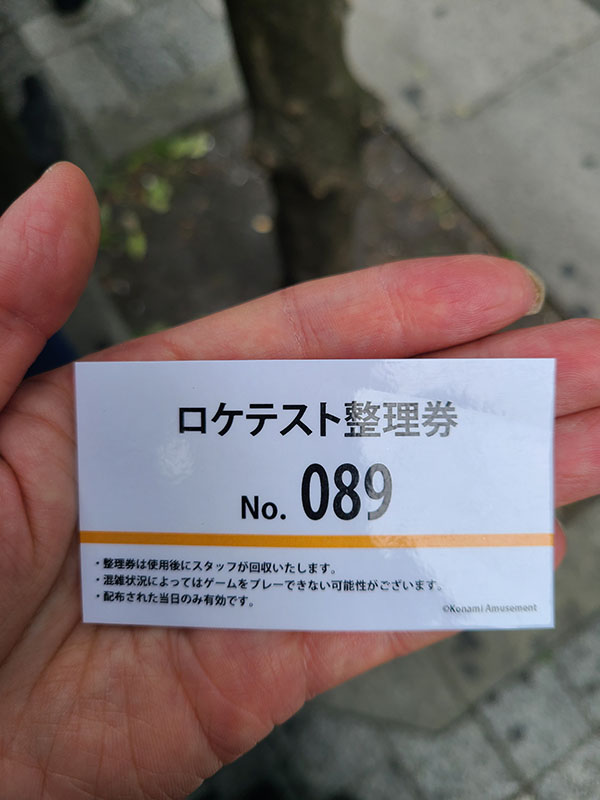 ロケテスト整理券
No. 089
・整理券は使用後にスタッフが回収いたします。
・混雑状況によってはゲームをプレーできない可能性がございます。
・配布された当日のみ有効です。
©Konami Amusement